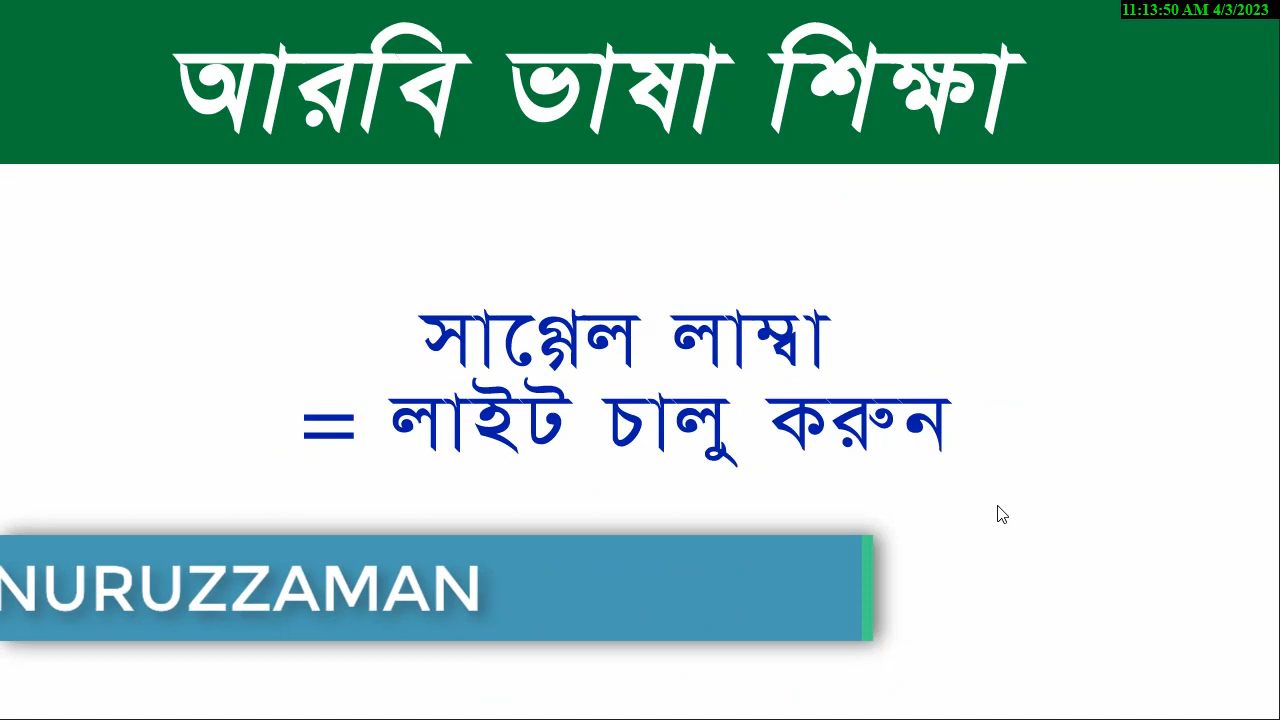 11:13:50 AM 4/3/2023
আরবি ভাষা শিক্ষা
সাগ্গেল লাম্বা
= লাইট চালু করুন
NURUZZAMAN